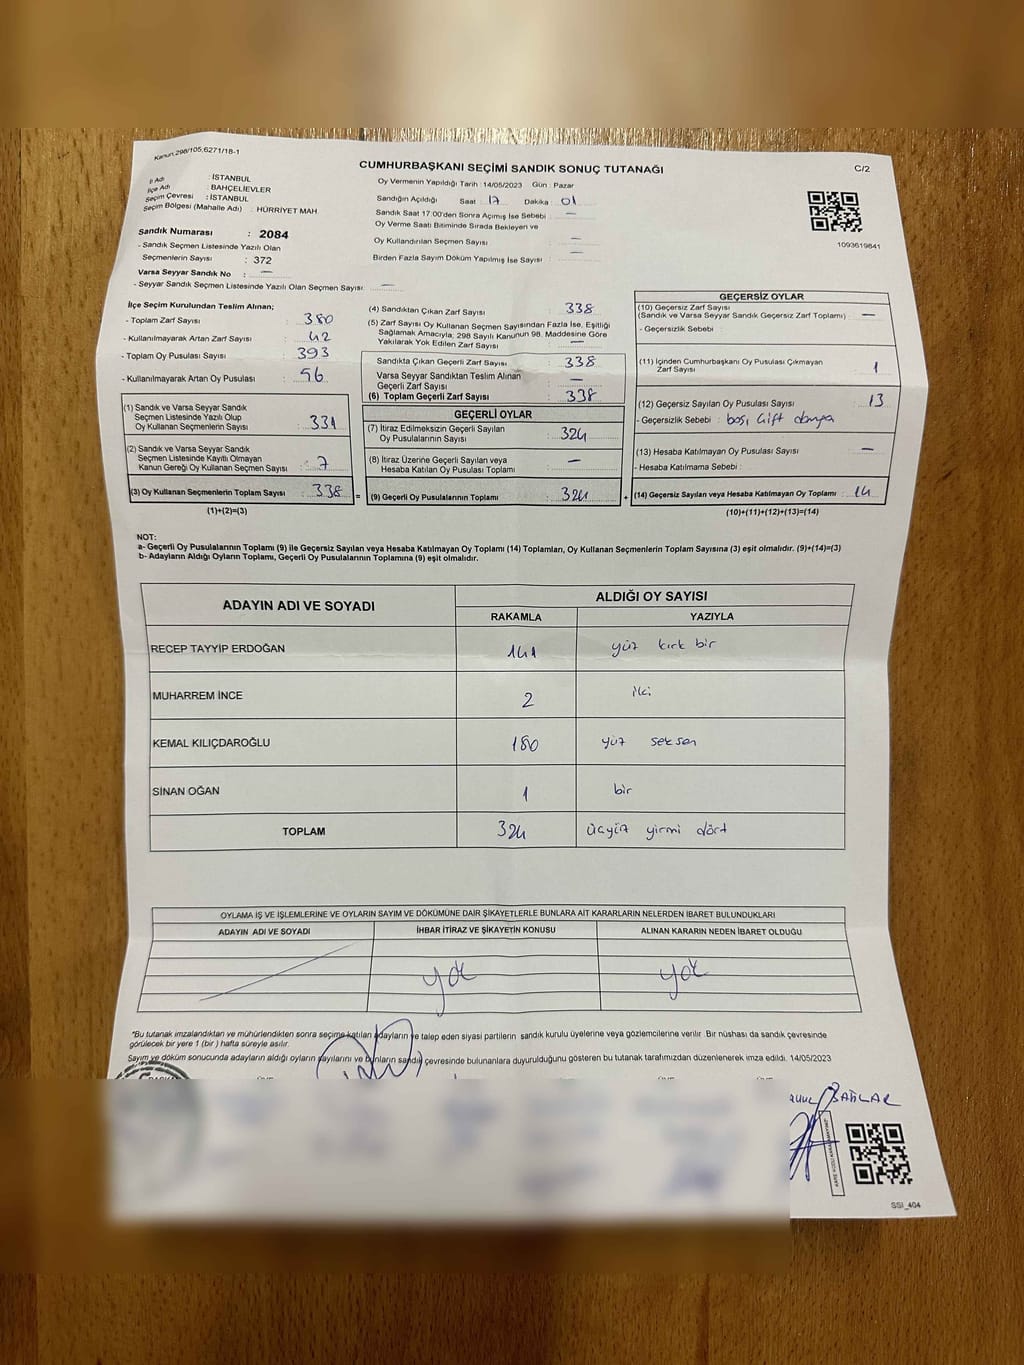 Kanun,298/105,6271/18-1
CUMHURBAŞKANI SEÇİMİ SANDIK SONUÇ TUTANAĞI
C/2
İl Adı : İSTANBUL
İlçe Adı : BAHÇELİEVLER
Seçim Çevresi : İSTANBUL
Seçim Bölgesi (Mahalle Adı) : HÜRRİYET MAH.
Sandık Numarası : 2084
- Sandık Seçmen Listesinde Yazılı Olan
Seçmenlerin Sayısı : 372
Varsa Seyyar Sandık No : —
- Seyyar Sandık Seçmen Listesinde Yazılı Olan Seçmen Sayısı: —
Oy Vermenin Yapıldığı Tarih : 14/05/2023 Gün : Pazar
Sandığın Açıldığı Saat : 17 Dakika : 01
Sandık Saat 17:00'den Sonra Açımış İse Sebebi : —
Oy Verme Saati Bitiminde Sırada Bekleyen ve
Oy Kullandırılan Seçmen Sayısı : —
Birden Fazla Sayım Döküm Yapılmış İse Sayısı : —
1093619841
İlçe Seçim Kurulundan Teslim Alınan;
- Toplam Zarf Sayısı : 380
- Kullanılmayarak Artan Zarf Sayısı : 42
- Toplam Oy Pusulası Sayısı : 393
- Kullanılmayarak Artan Oy Pusulası : 56
(1) Sandık ve Varsa Seyyar Sandık
Seçmen Listesinde Yazılı Olup
Oy Kullanan Seçmenlerin Sayısı : 331
(2) Sandık ve Varsa Seyyar Sandık
Seçmen Listesinde Kayıtlı Olmayan
Kanun Gereği Oy Kullanan Seçmen Sayısı : 7
(3) Oy Kullanan Seçmenlerin Toplam Sayısı : 338 =
(1)+(2)=(3)
(4) Sandıktan Çıkan Zarf Sayısı : 338
(5) Zarf Sayısı Oy Kullanan Seçmen Sayısından Fazla İse, Eşitliği
Sağlamak Amacıyla, 298 Sayılı Kanunun 98. Maddesine Göre
Yakılarak Yok Edilen Zarf Sayısı : —
Sandıkta Çıkan Geçerli Zarf Sayısı : 338
Varsa Seyyar Sandıktan Teslim Alınan
Geçerli Zarf Sayısı : —
(6) Toplam Geçerli Zarf Sayısı : 338
GEÇERLİ OYLAR
(7) İtiraz Edilmeksizin Geçerli Sayılan
Oy Pusulalarının Sayısı : 324
(8) İtiraz Üzerine Geçerli Sayılan veya
Hesaba Katılan Oy Pusulası Toplamı : —
(9) Geçerli Oy Pusulalarının Toplamı : 324 +
GEÇERSİZ OYLAR
(10) Geçersiz Zarf Sayısı
(Sandık ve Varsa Seyyar Sandık Geçersiz Zarf Toplamı) : —
- Geçersizlik Sebebi :
(11) İçinden Cumhurbaşkanı Oy Pusulası Çıkmayan
Zarf Sayısı : 1
(12) Geçersiz Sayılan Oy Pusulası Sayısı : 13
- Geçersizlik Sebebi : boş, çift
(13) Hesaba Katılmayan Oy Pusulası Sayısı : —
- Hesaba Katılmama Sebebi :
(14) Geçersiz Sayılan veya Hesaba Katılmayan Oy Toplamı : 14
(10)+(11)+(12)+(13)=(14)
NOT:
a- Geçerli Oy Pusulalarının Toplamı (9) ile Geçersiz Sayılan veya Hesaba Katılmayan Oy Toplamı (14) Toplamları, Oy Kullanan Seçmenlerin Toplam Sayısına (3) eşit olmalıdır. (9)+(14)=(3)
b- Adayların Aldığı Oyların Toplamı, Geçerli Oy Pusulalarının Toplamına (9) eşit olmalıdır.
ADAYIN ADI VE SOYADI
ALDIĞI OY SAYISI
RAKAMLA YAZIYLA
RECEP TAYYİP ERDOĞAN 141 yüz kırk bir
MUHARREM İNCE 2 iki
KEMAL KILIÇDAROĞLU 180 yüz seksen
SİNAN OĞAN 1 bir
TOPLAM 324 üçyüz yirmi dört
OYLAMA İŞ VE İŞLEMLERİNE VE OYLARIN SAYIM VE DÖKÜMÜNE DAİR ŞİKAYETLERLE BUNLARA AİT KARARLARIN NELERDEN İBARET BULUNDUKLARI
ADAYIN ADI VE SOYADI İHBAR İTİRAZ VE ŞİKAYETİN KONUSU ALINAN KARARIN NEDEN İBARET OLDUĞU
yok yok
*Bu tutanak imzalandıktan ve mühürlendikten sonra seçime katılan adayların ve talep eden siyasi partilerin sandık kurulu üyelerine veya gözlemcilerine verilir. Bir nüshası da sandık çevresinde
görülecek bir yere 1 (bir) hafta süreyle asılır.
Sayım ve döküm sonucunda adayların aldığı oyların sayılarını ve bunların sandık çevresinde bulunanlara duyurulduğunu gösteren bu tutanak tarafımızdan düzenlenerek imza edildi. 14/05/2023
SSI_404